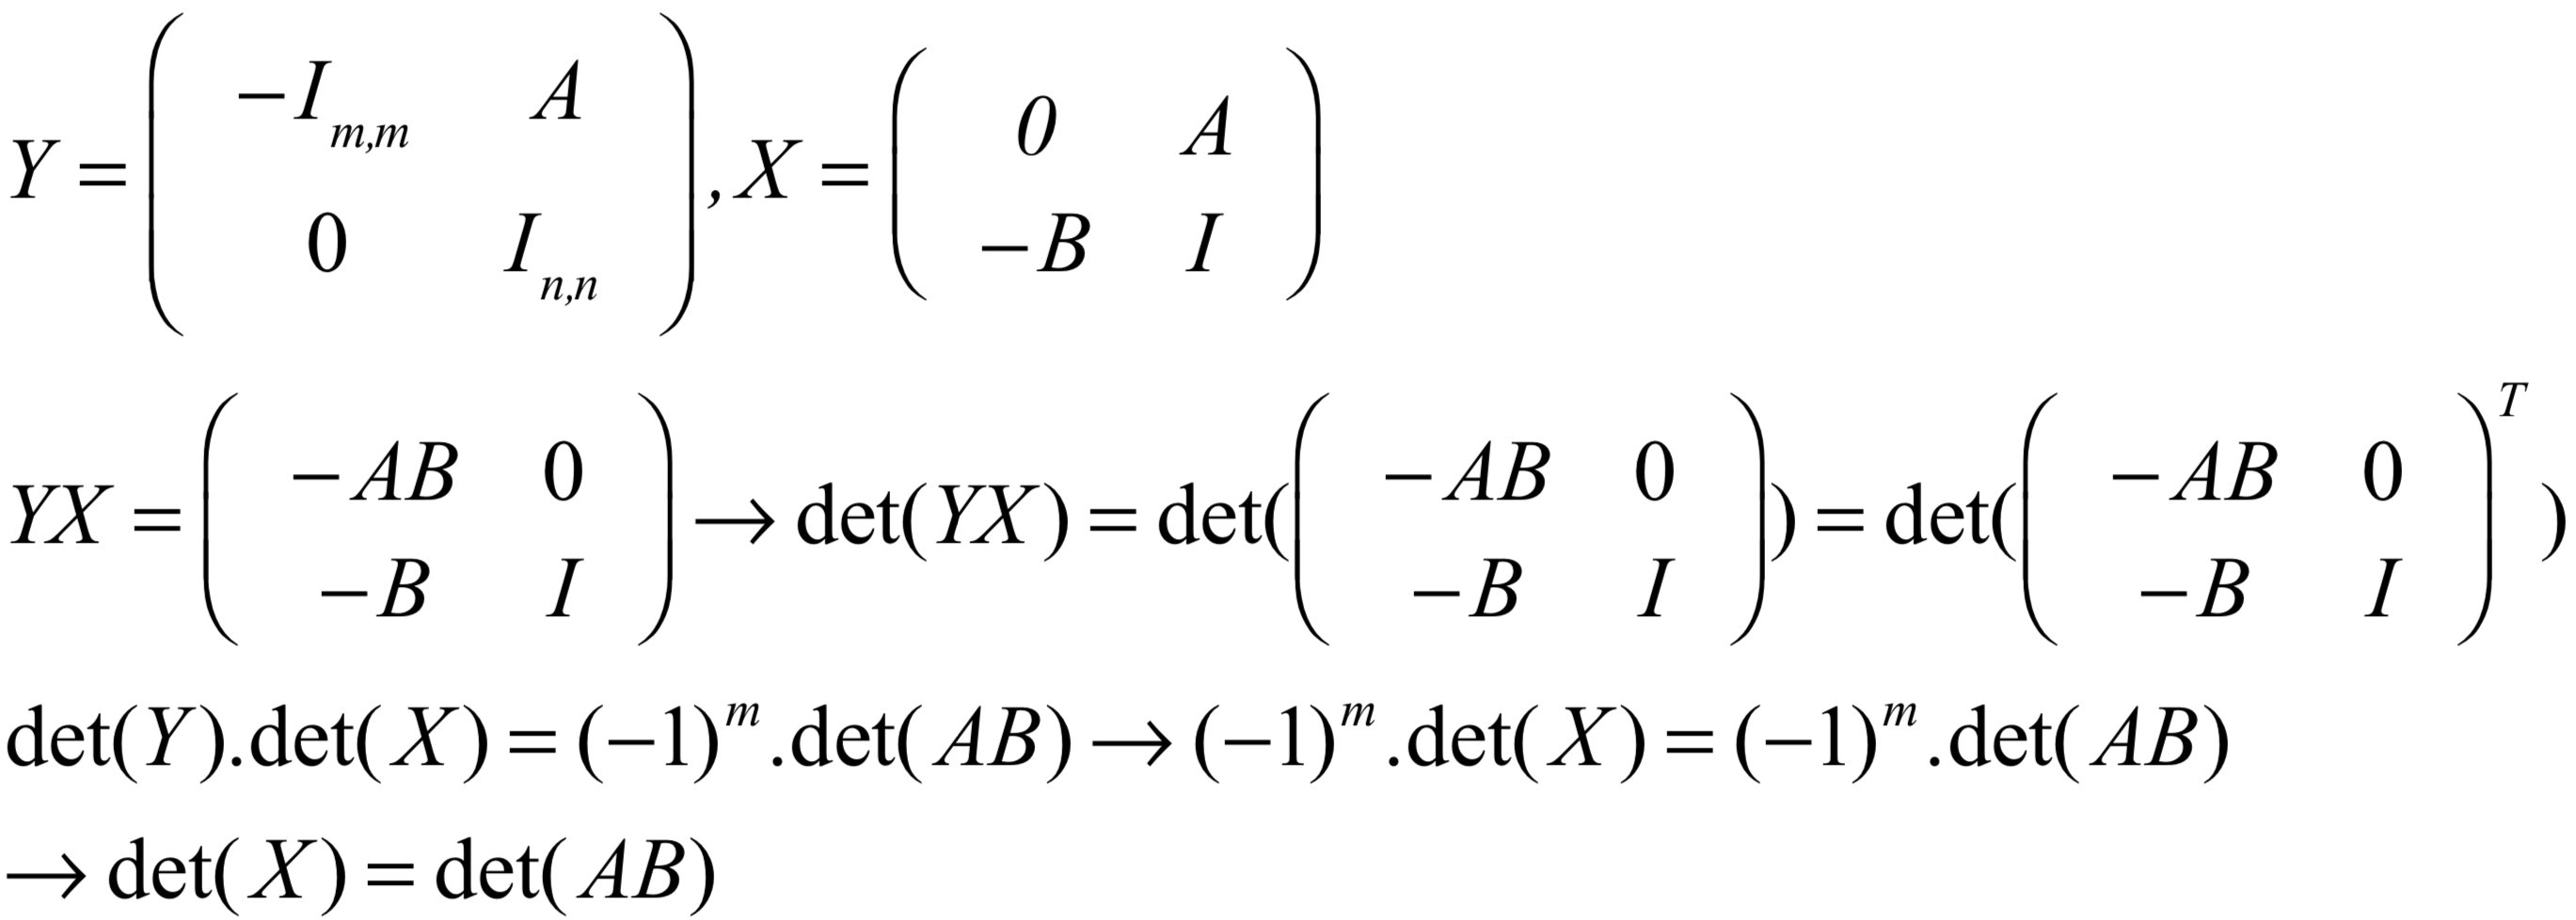 Y = ( −I_{m,m} A ; 0 I_{n,n} ) , X = ( 0 A ; −B I )
YX = ( −AB 0 ; −B I ) → det(YX) = det( ( −AB 0 ; −B I ) ) = det( ( −AB 0 ; −B I )^T )
det(Y).det(X) = (−1)^m .det(AB) → (−1)^m .det(X) = (−1)^m .det(AB)
→ det(X) = det(AB)